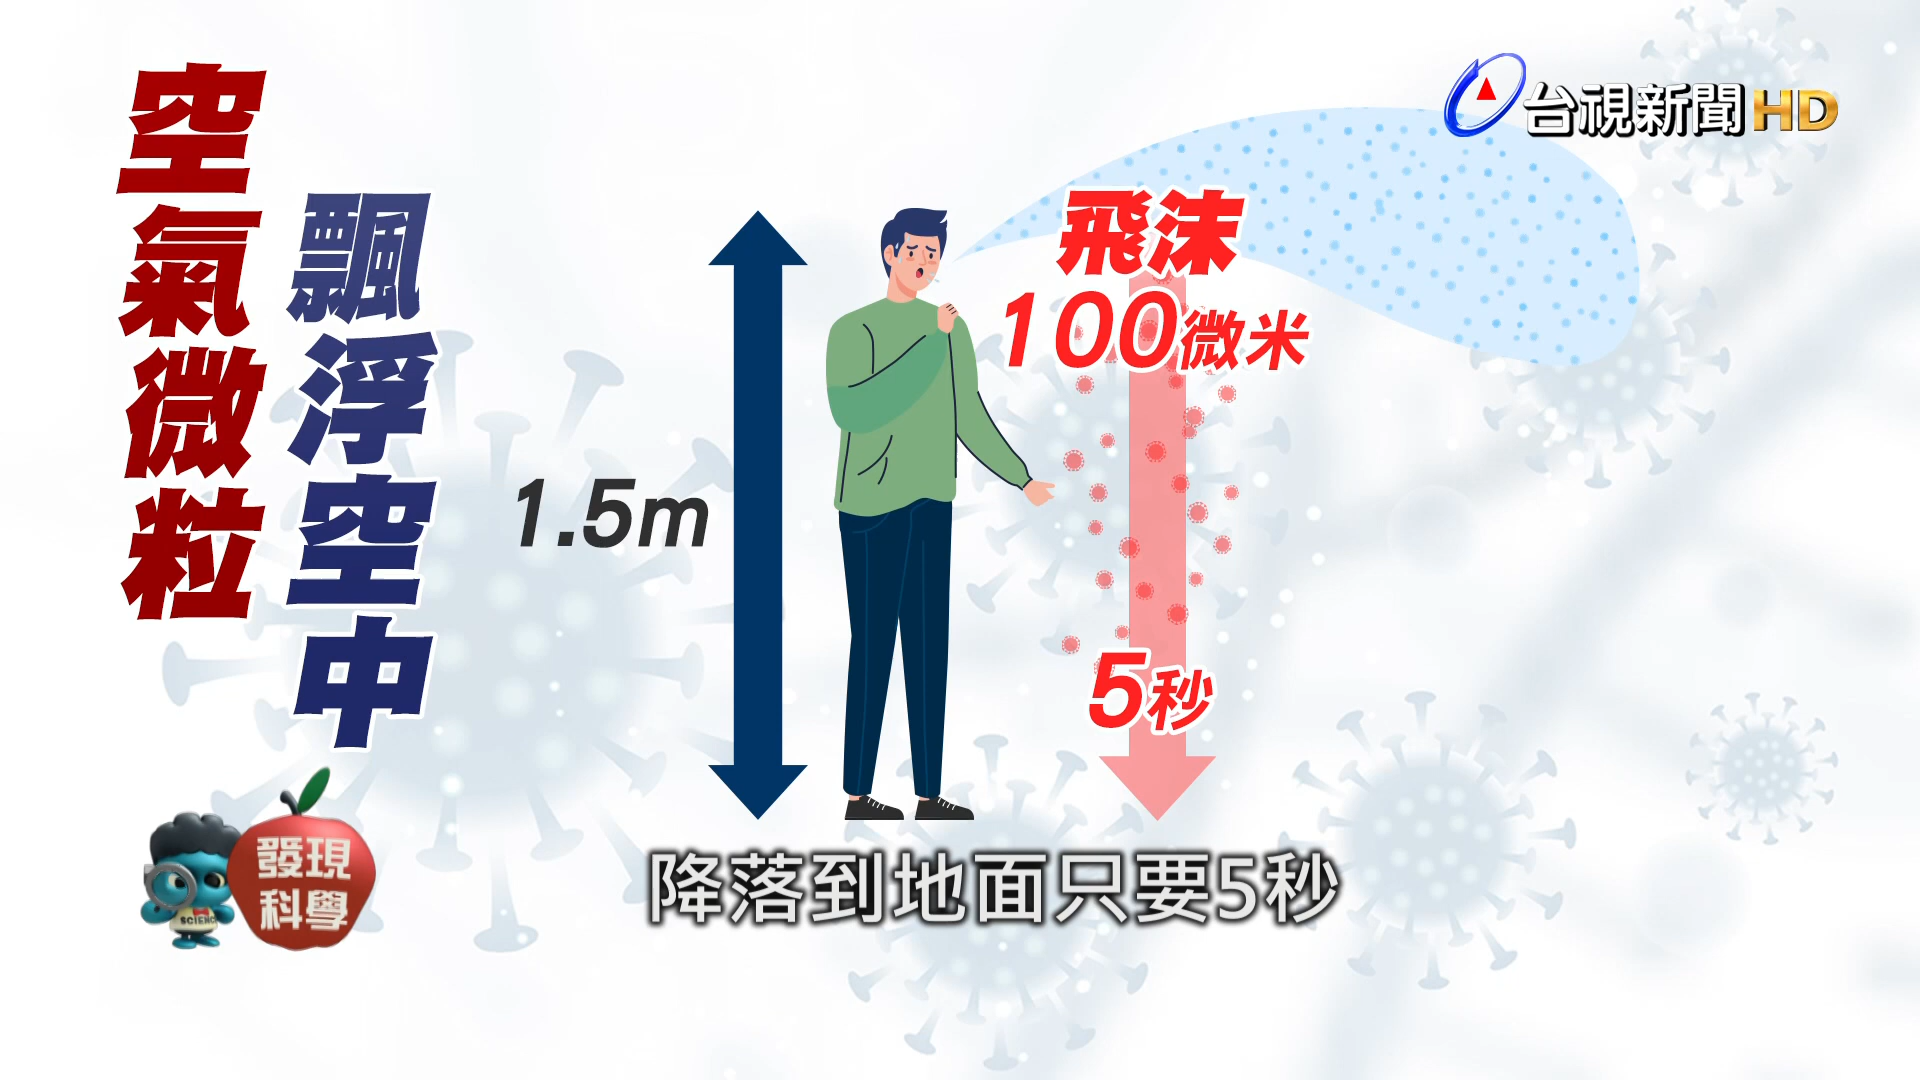 空氣微粒
飄浮空中
台視新聞HD
飛沫
100微米
1.5m
5秒
發現
科學
SCIENCE
降落到地面只要5秒